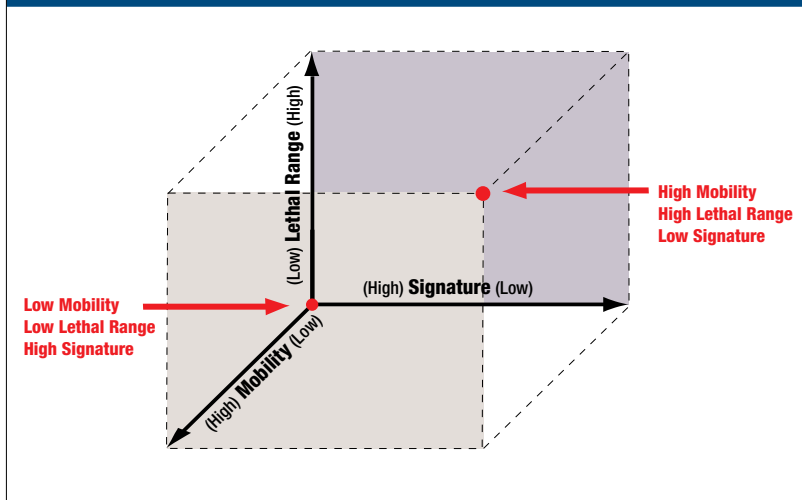 (Low) Lethal Range (High)
High Mobility
High Lethal Range
Low Signature
(High) Signature (Low)
Low Mobility
Low Lethal Range
High Signature
(High) Mobility (Low)